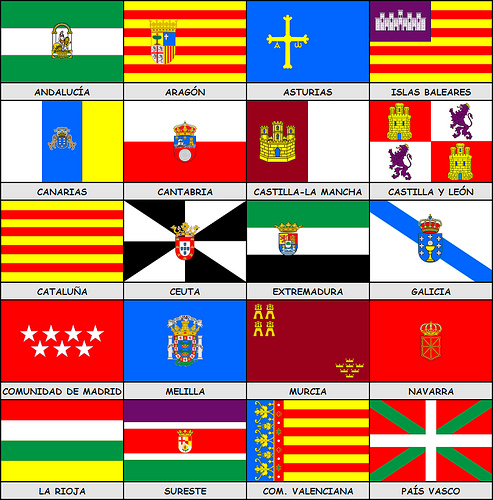 ANDALUCÍA
ARAGÓN
ASTURIAS
ISLAS BALEARES
CANARIAS
CANTABRIA
CASTILLA-LA MANCHA
CASTILLA Y LEÓN
CATALUÑA
CEUTA
EXTREMADURA
GALICIA
COMUNIDAD DE MADRID
MELILLA
MURCIA
NAVARRA
LA RIOJA
SURESTE
COM. VALENCIANA
PAÍS VASCO